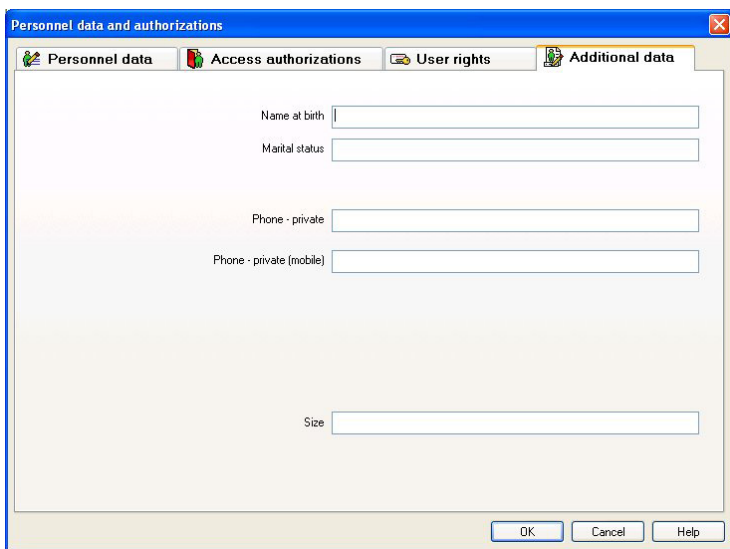 Personnel data and authorizations
Personnel data Access authorizations User rights Additional data
Name at birth
Marital status
Phone - private
Phone - private (mobile)
Size
OK Cancel Help